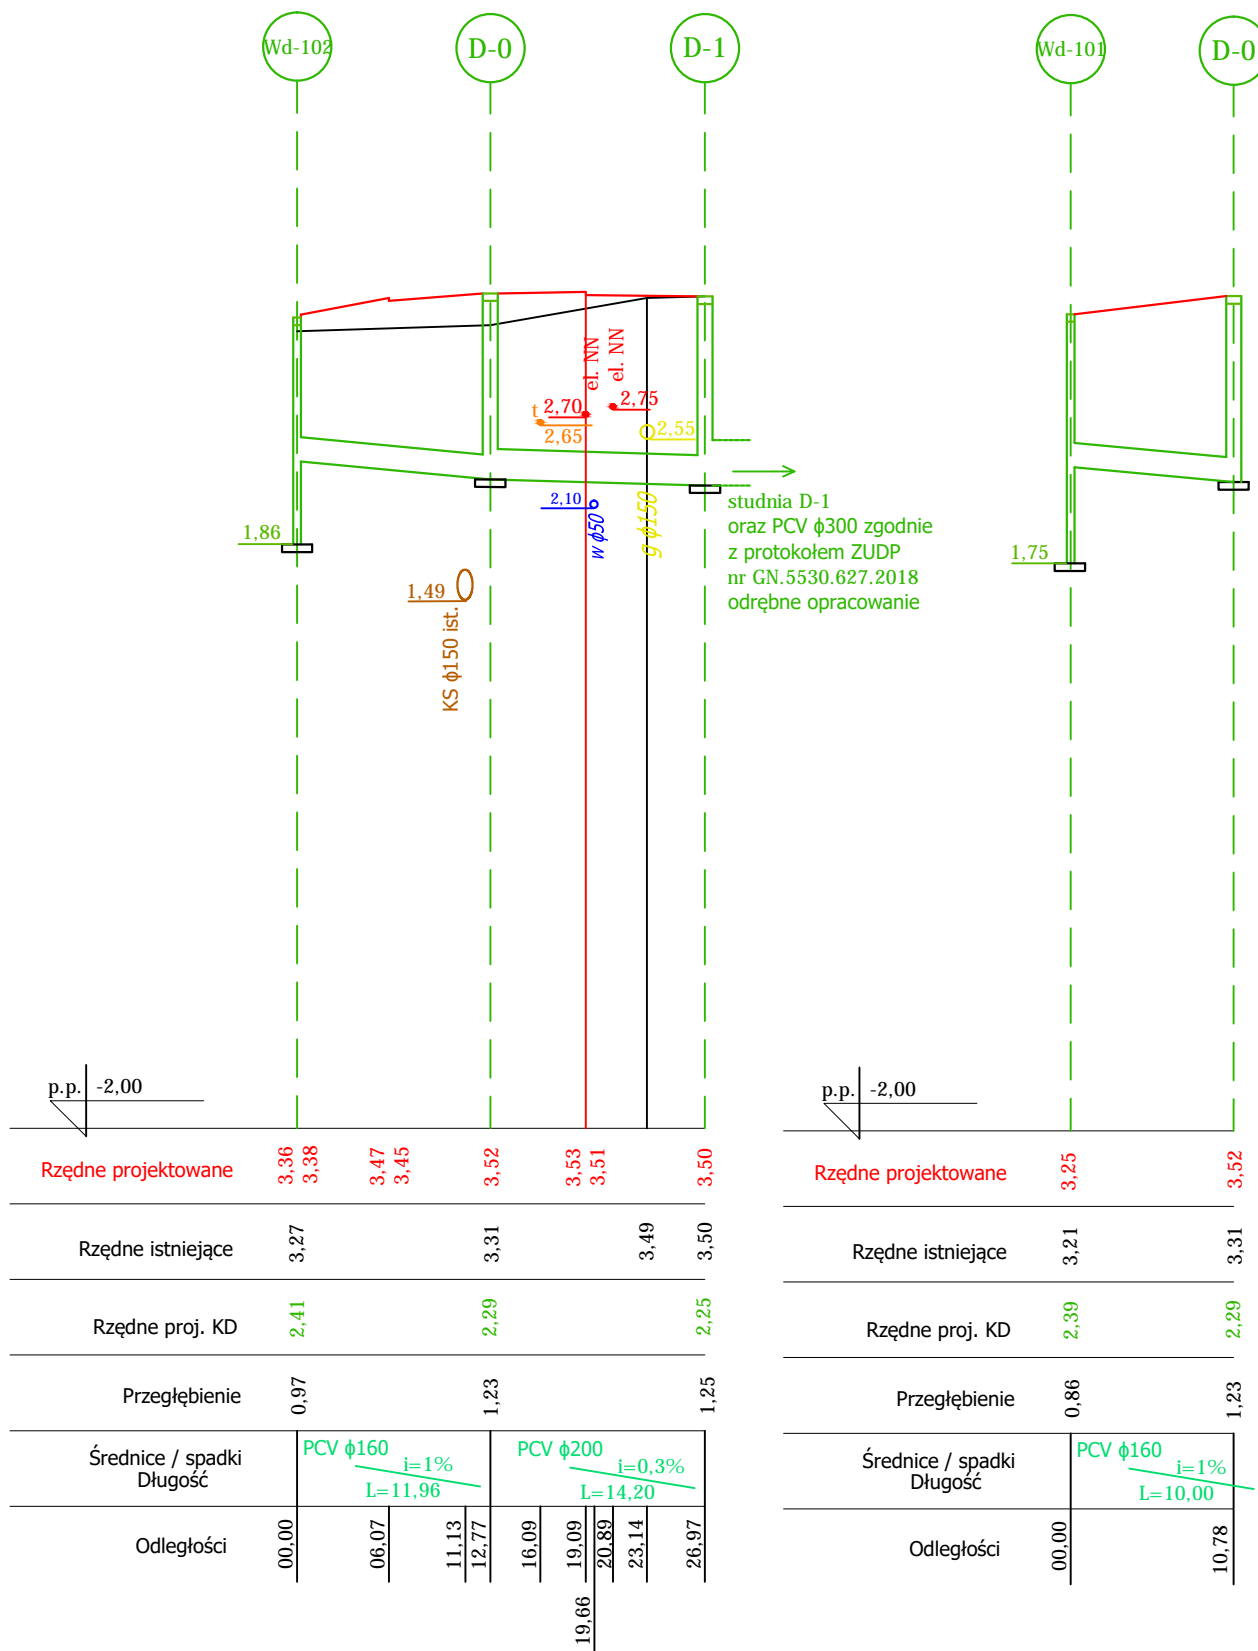 Wd-102
D-0
D-1
Wd-101
D-0
el. NN
el. NN
t
2,70
2,75
2,65
2,55
2,10
w ϕ50
g ϕ150
1,86
1,49
KS ϕ150 ist.
studnia D-1
oraz PCV ϕ300 zgodnie
z protokołem ZUDP
nr GN.5530.627.2018
odrębne opracowanie
1,75
p.p. -2,00
p.p. -2,00
Rzędne projektowane 3,36 3,38 3,47 3,45 3,52 3,53 3,51 3,50
Rzędne projektowane 3,25 3,52
Rzędne istniejące 3,27 3,31 3,49 3,50
Rzędne istniejące 3,21 3,31
Rzędne proj. KD 2,41 2,29 2,25
Rzędne proj. KD 2,39 2,29
Przegłębienie 0,97 1,23 1,25
Przegłębienie 0,86 1,23
Średnice / spadki
Długość
PCV ϕ160
i=1%
L=11,96
PCV ϕ200
i=0,3%
L=14,20
Średnice / spadki
Długość
PCV ϕ160
i=1%
L=10,00
Odległości 00,00 06,07 11,13 12,77 16,09 19,09 19,66 20,89 23,14 26,97
Odległości 00,00 10,78